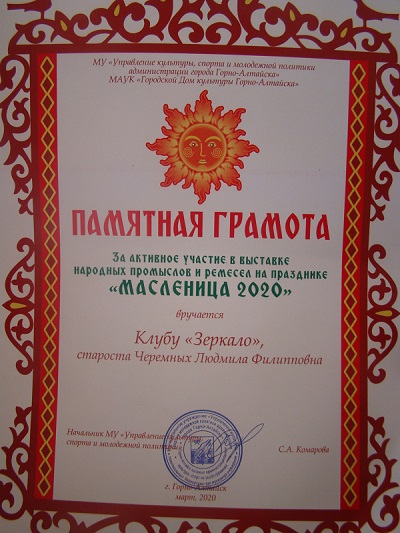 МУ «Управление культуры, спорта и молодежной политики
администрации города Горно-Алтайска»
МАУК «Городской Дом культуры Горно-Алтайска»
ПАМЯТНАЯ ГРАМОТА
За активное участие в выставке
народных промыслов и ремесел на празднике
«МАСЛЕНИЦА 2020»
вручается
Клубу «Зеркало»,
староста Черемных Людмила Филипповна
Начальник МУ «Управление культуры
спорта и молодежной политики»
С.А. Комарова
г. Горно-Алтайск
март, 2020